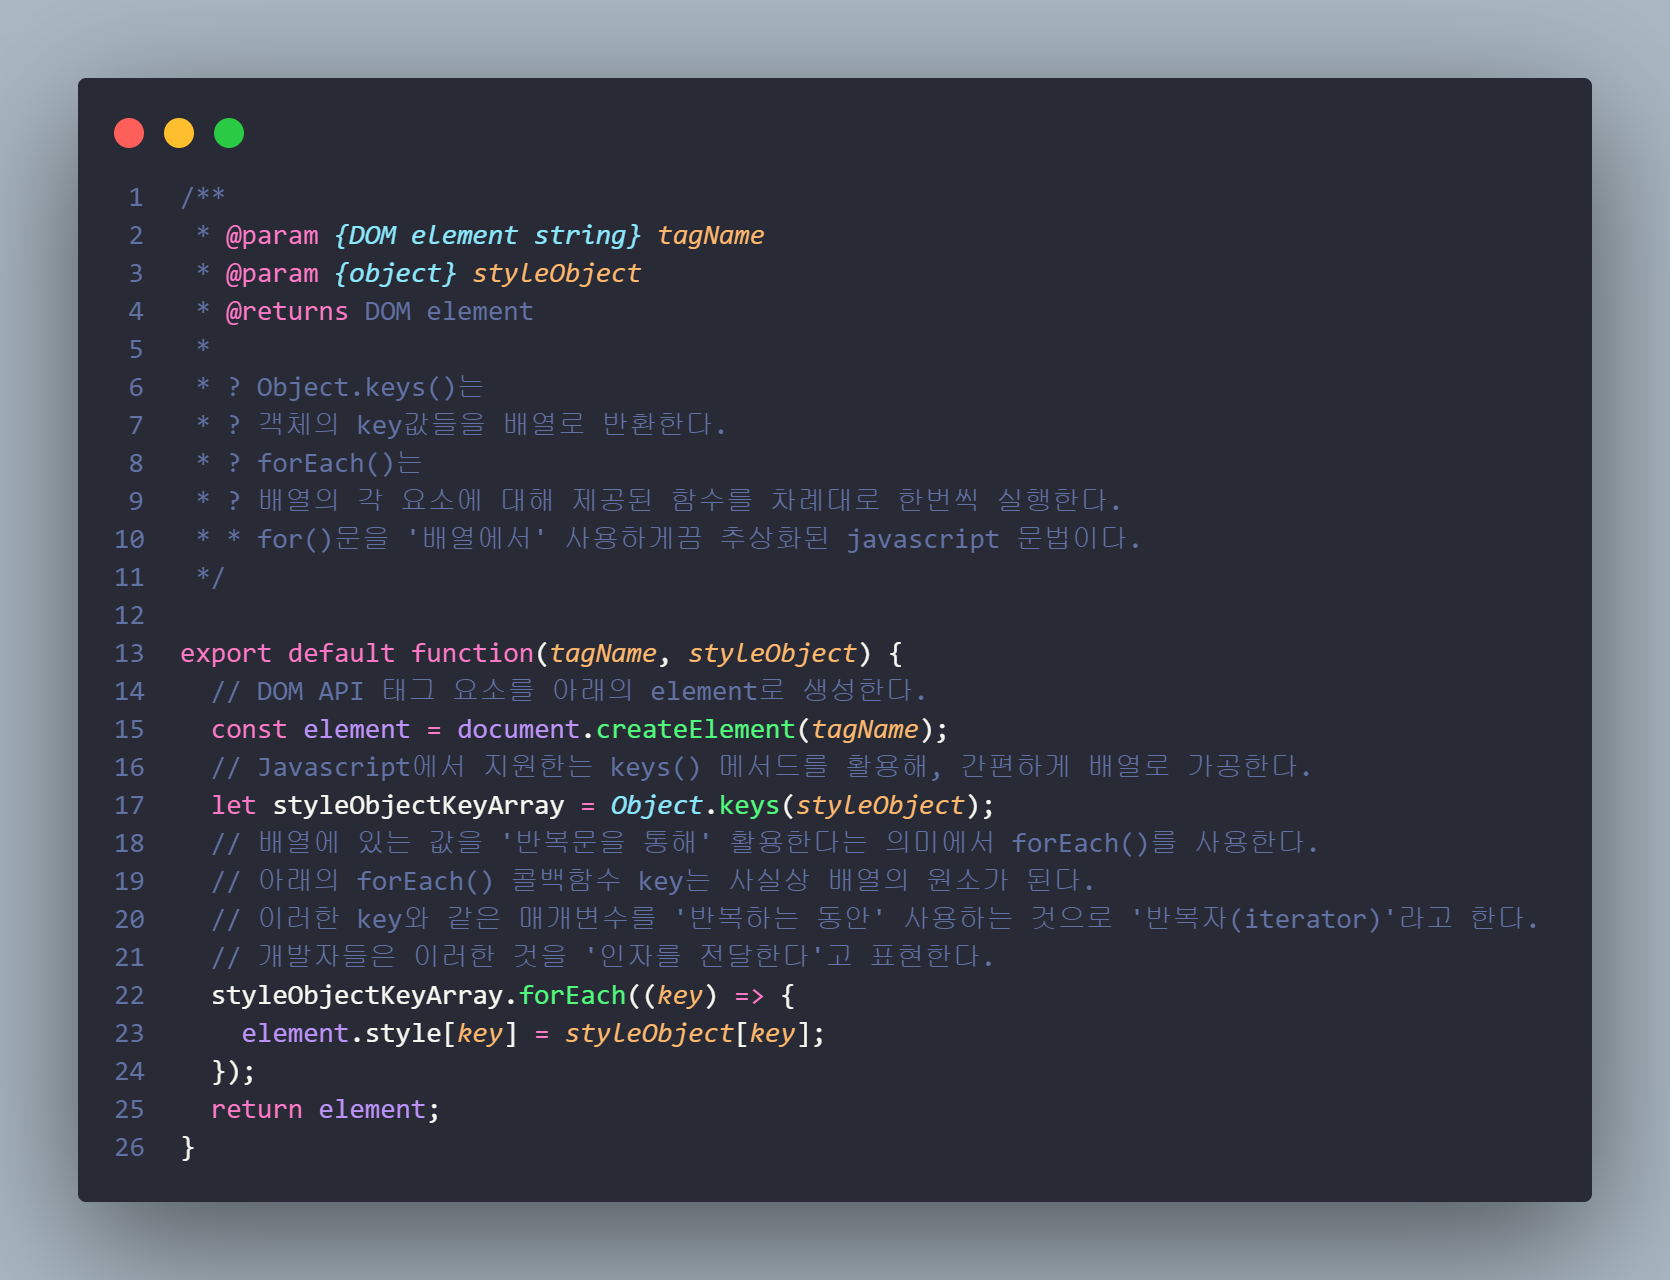 1 /**
2  * @param {DOM element string} tagName
3  * @param {object} styleObject
4  * @returns DOM element
5  *
6  * ? Object.keys()는
7  * ? 객체의 key값들을 배열로 반환한다.
8  * ? forEach()는
9  * ? 배열의 각 요소에 대해 제공된 함수를 차례대로 한번씩 실행한다.
10  * * for()문을 '배열에서' 사용하게끔 추상화된 javascript 문법이다.
11  */
12
13 export default function(tagName, styleObject) {
14   // DOM API 태그 요소를 아래의 element로 생성한다.
15   const element = document.createElement(tagName);
16   // Javascript에서 지원한는 keys() 메서드를 활용해, 간편하게 배열로 가공한다.
17   let styleObjectKeyArray = Object.keys(styleObject);
18   // 배열에 있는 값을 '반복문을 통해' 활용한다는 의미에서 forEach()를 사용한다.
19   // 아래의 forEach() 콜백함수 key는 사실상 배열의 원소가 된다.
20   // 이러한 key와 같은 매개변수를 '반복하는 동안' 사용하는 것으로 '반복자(iterator)'라고 한다.
21   // 개발자들은 이러한 것을 '인자를 전달한다'고 표현한다.
22   styleObjectKeyArray.forEach((key) => {
23     element.style[key] = styleObject[key];
24   });
25   return element;
26 }